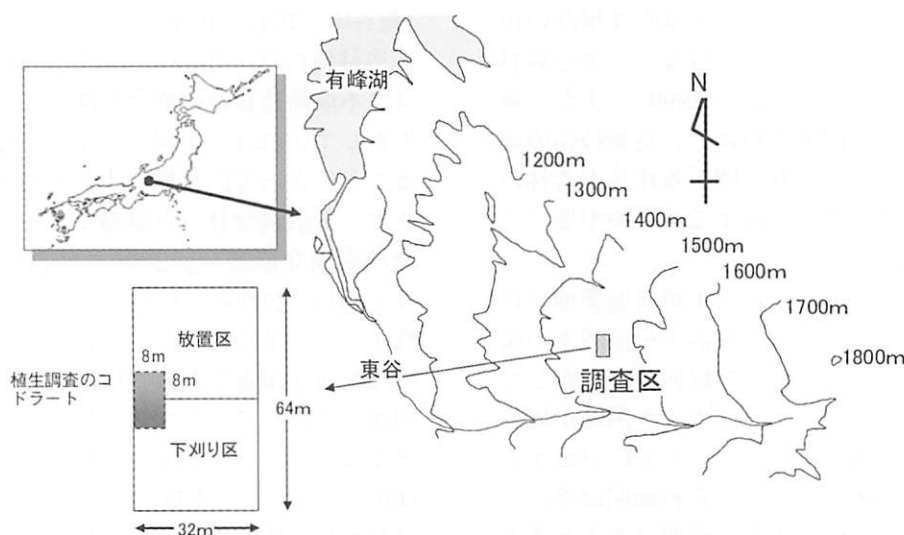 有峰湖
N
1200m
1300m
1400m
1500m
1600m
1700m
1800m
東谷
調査区
放置区
8m
8m
植生調査のコ
ドラート
64m
下刈り区
32m